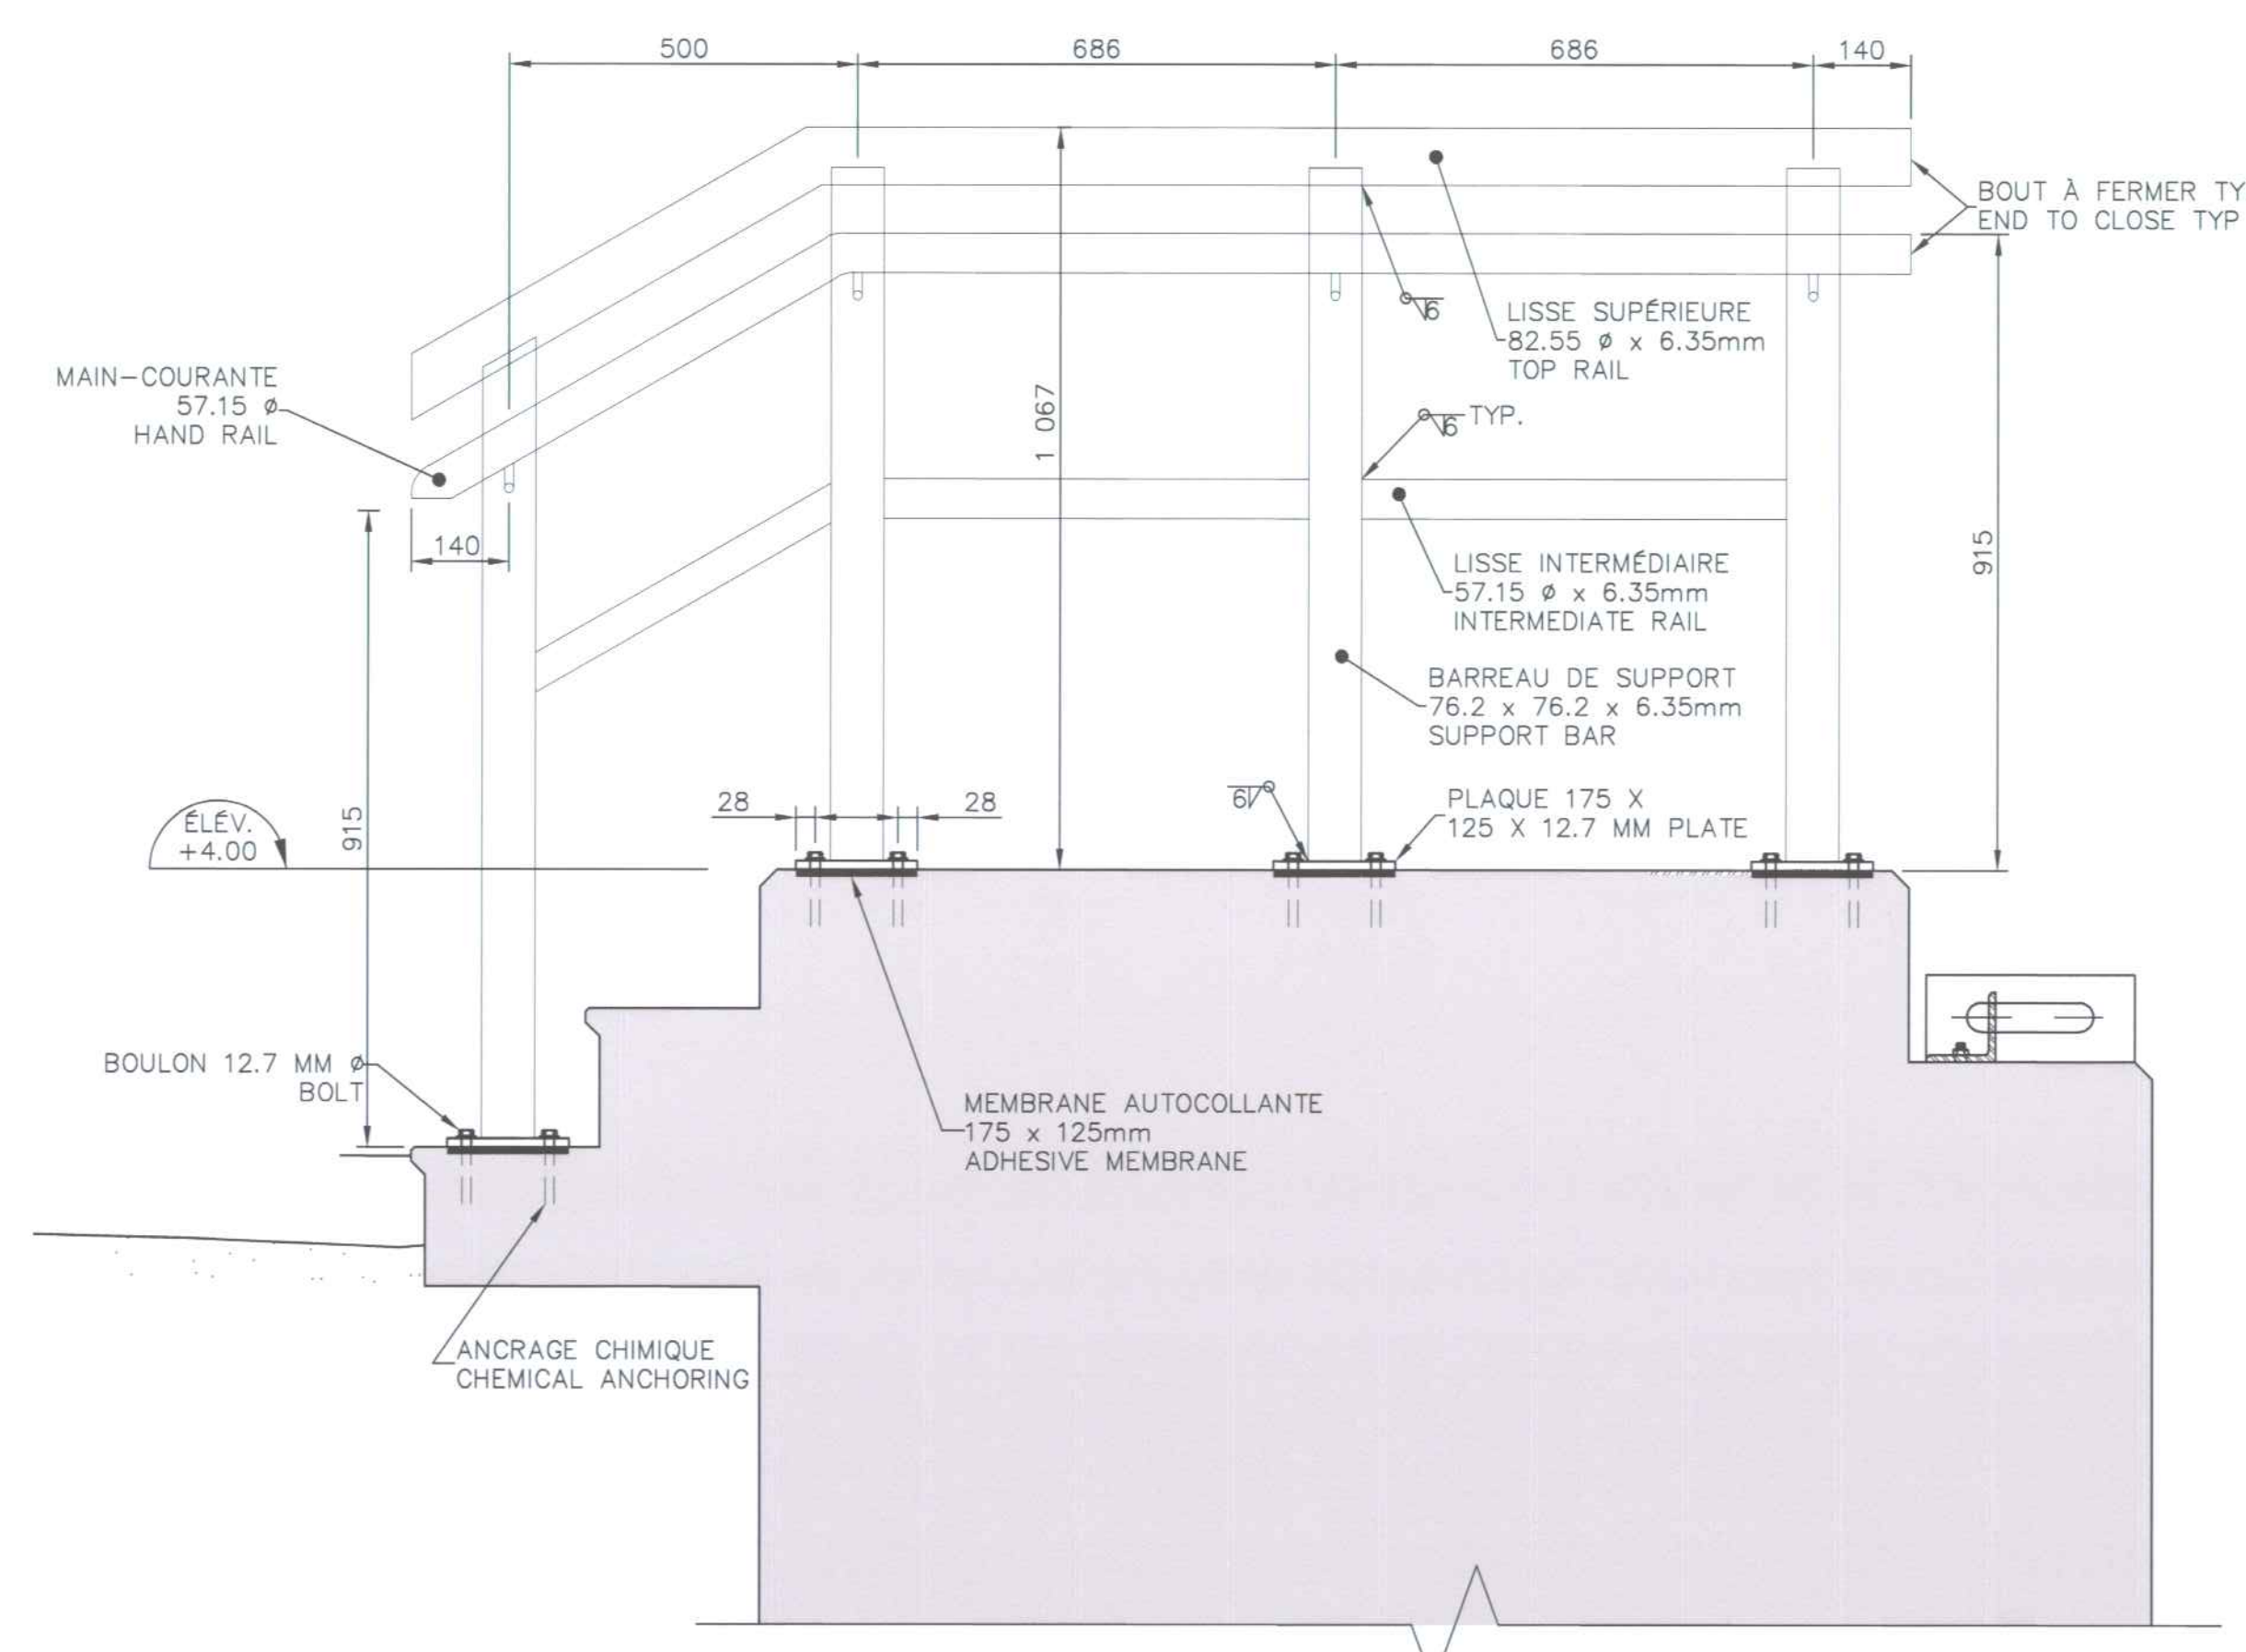 500
686
686
140
BOUT À FERMER TY
END TO CLOSE TYP
LISSE SUPÉRIEURE
82.55 ø x 6.35mm
TOP RAIL
6
MAIN-COURANTE
57.15 ø
HAND RAIL
1 067
6 TYP.
140
915
LISSE INTERMÉDIAIRE
57.15 ø x 6.35mm
INTERMEDIATE RAIL
BARREAU DE SUPPORT
76.2 x 76.2 x 6.35mm
SUPPORT BAR
28
28
6
PLAQUE 175 X
125 X 12.7 MM PLATE
ÉLÉV.
+4.00
915
BOULON 12.7 MM ø
BOLT
MEMBRANE AUTOCOLLANTE
175 x 125mm
ADHESIVE MEMBRANE
ANCRAGE CHIMIQUE
CHEMICAL ANCHORING